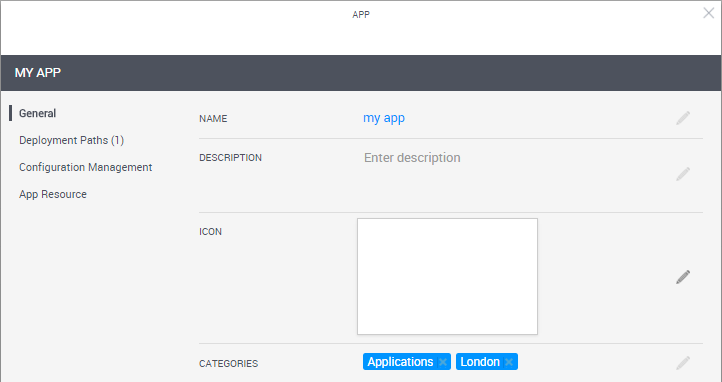 APP
MY APP
General
Deployment Paths (1)
Configuration Management
App Resource
NAME
my app
DESCRIPTION
Enter description
ICON
CATEGORIES
Applications × London ×